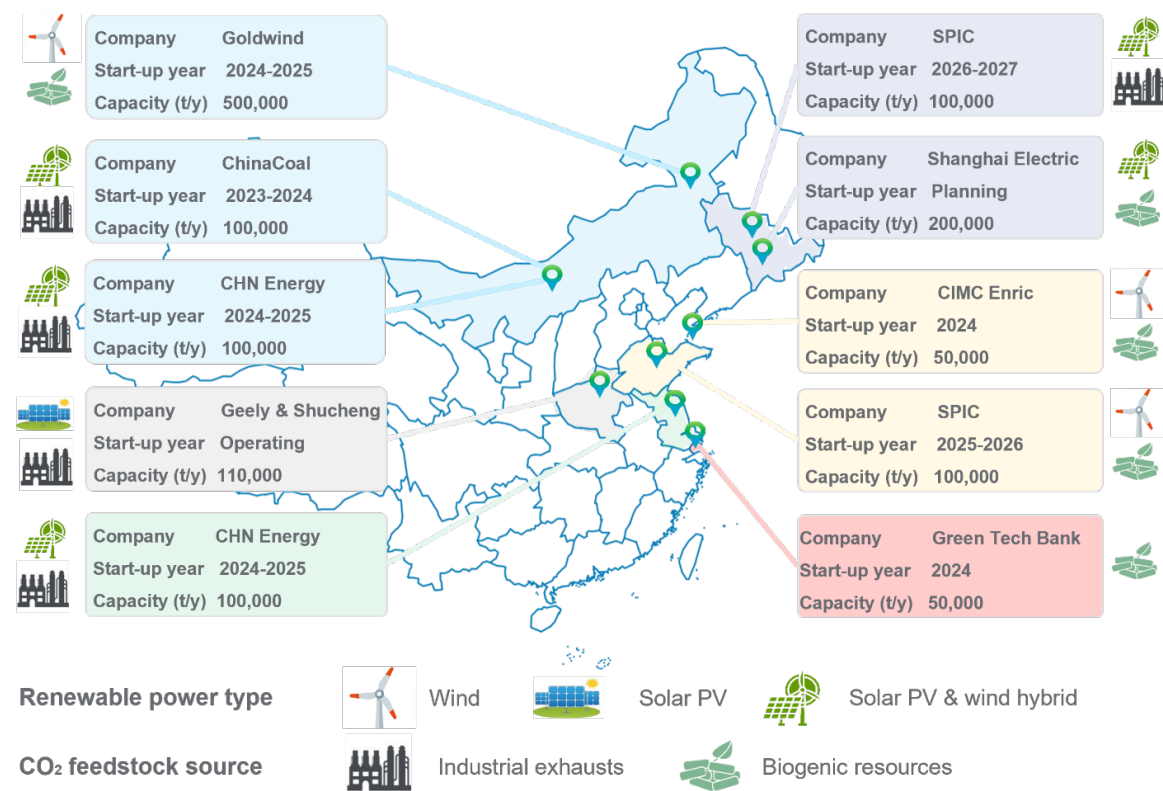 Company Goldwind
Start-up year 2024-2025
Capacity (t/y) 500,000
Company ChinaCoal
Start-up year 2023-2024
Capacity (t/y) 100,000
Company CHN Energy
Start-up year 2024-2025
Capacity (t/y) 100,000
Company Geely & Shucheng
Start-up year Operating
Capacity (t/y) 110,000
Company CHN Energy
Start-up year 2024-2025
Capacity (t/y) 100,000
Company SPIC
Start-up year 2026-2027
Capacity (t/y) 100,000
Company Shanghai Electric
Start-up year Planning
Capacity (t/y) 200,000
Company CIMC Enric
Start-up year 2024
Capacity (t/y) 50,000
Company SPIC
Start-up year 2025-2026
Capacity (t/y) 100,000
Company Green Tech Bank
Start-up year 2024
Capacity (t/y) 50,000
Renewable power type Wind Solar PV Solar PV & wind hybrid
CO₂ feedstock source Industrial exhausts Biogenic resources